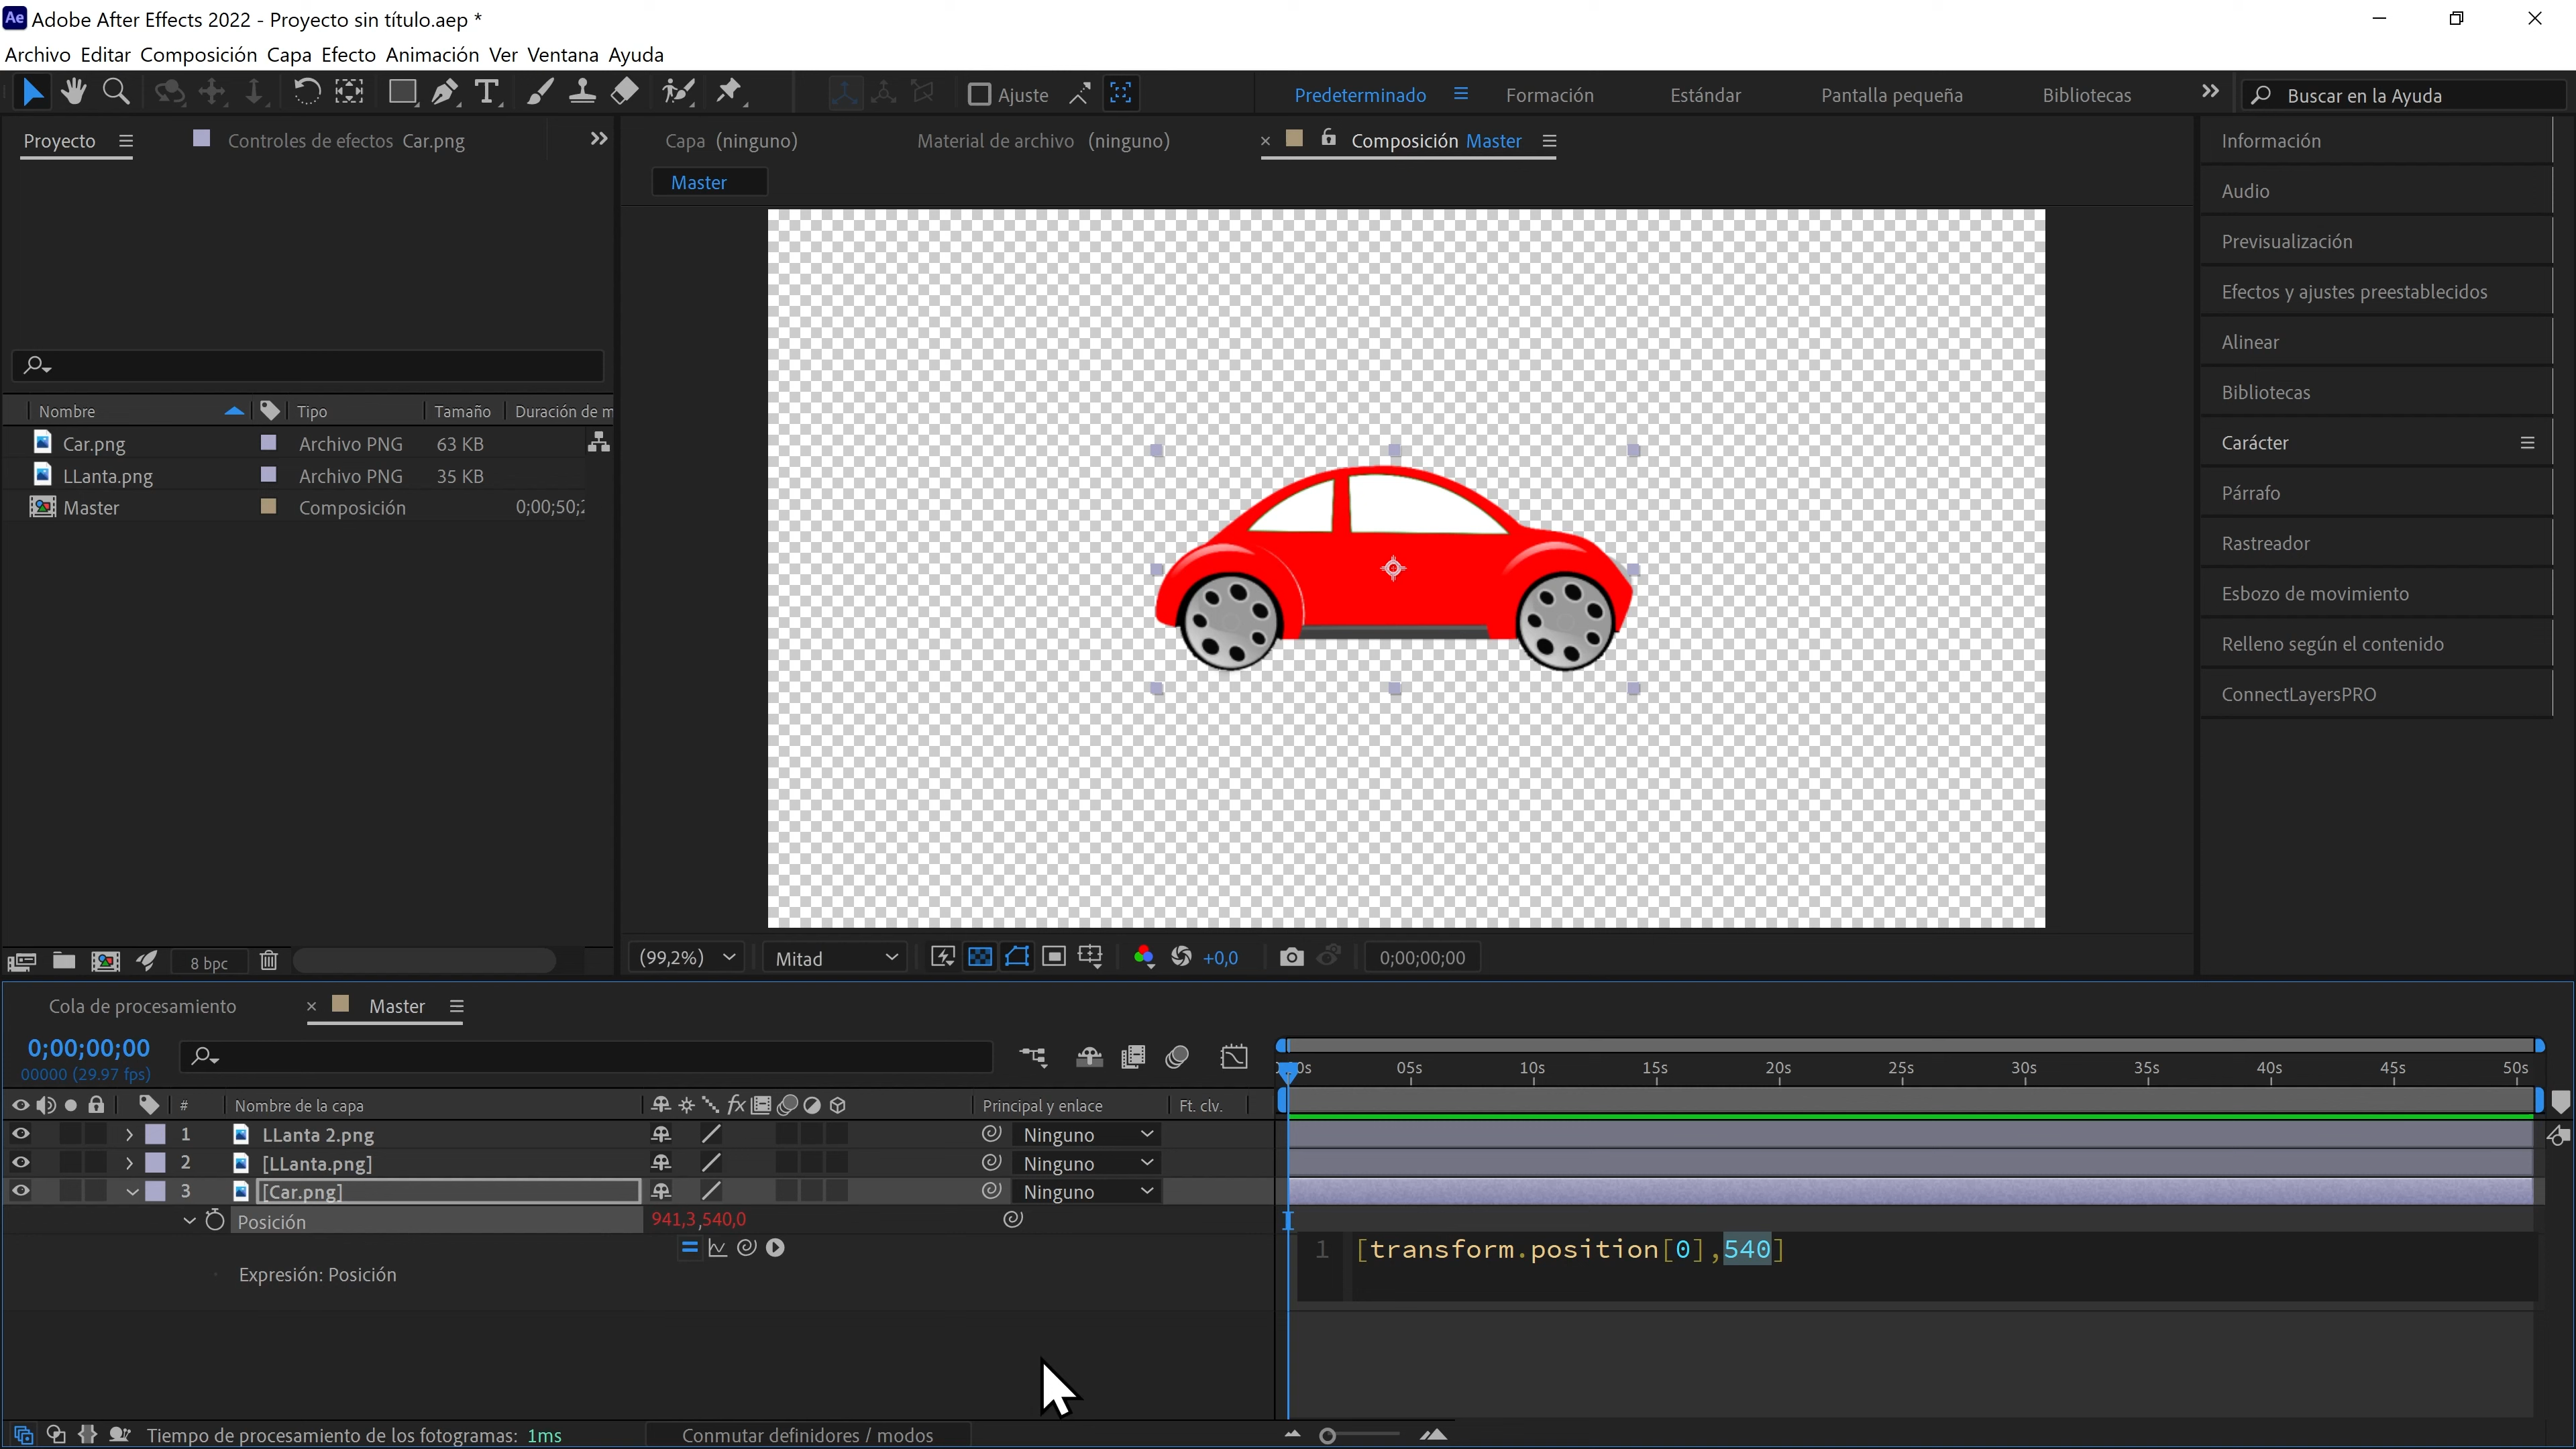 Ae Adobe After Effects 2022 - Proyecto sin título.aep *
Archivo Editar Composición Capa Efecto Animación Ver Ventana Ayuda
Ajuste
Predeterminado Formación Estándar Pantalla pequeña Bibliotecas Buscar en la Ayuda
Proyecto Controles de efectos Car.png
Capa (ninguno) Material de archivo (ninguno) × Composición Master
Master
Nombre Tipo Tamaño Duración de m
Car.png Archivo PNG 63 KB
LLanta.png Archivo PNG 35 KB
Master Composición 0;00;50;
Información
Audio
Previsualización
Efectos y ajustes preestablecidos
Alinear
Bibliotecas
Carácter
Párrafo
Rastreador
Esbozo de movimiento
Relleno según el contenido
ConnectLayersPRO
8 bpc
(99,2%) Mitad +0,0 0;00;00;00
Cola de procesamiento × Master
0;00;00;00
00000 (29.97 fps)
0s 05s 10s 15s 20s 25s 30s 35s 40s 45s 50s
# Nombre de la capa fx Principal y enlace Ft. clv.
1 LLanta 2.png Ninguno
2 [LLanta.png] Ninguno
3 [Car.png] Ninguno
Posición 941,3,540,0
1 [transform.position[0],540]
Expresión: Posición
Tiempo de procesamiento de los fotogramas: 1ms Conmutar definidores / modos